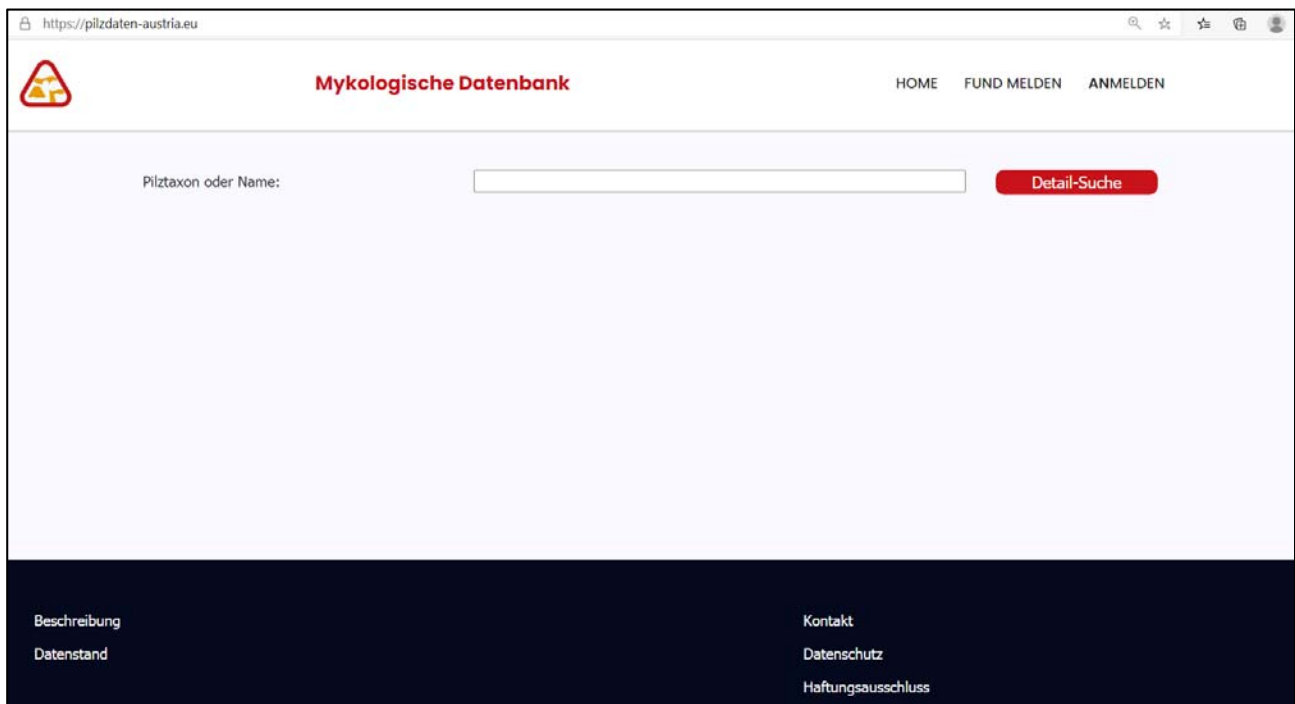 https://pilzdaten-austria.eu
Mykologische Datenbank
HOME FUND MELDEN ANMELDEN
Pilztaxon oder Name:
Detail-Suche
Beschreibung
Kontakt
Datenstand
Datenschutz
Haftungsausschluss